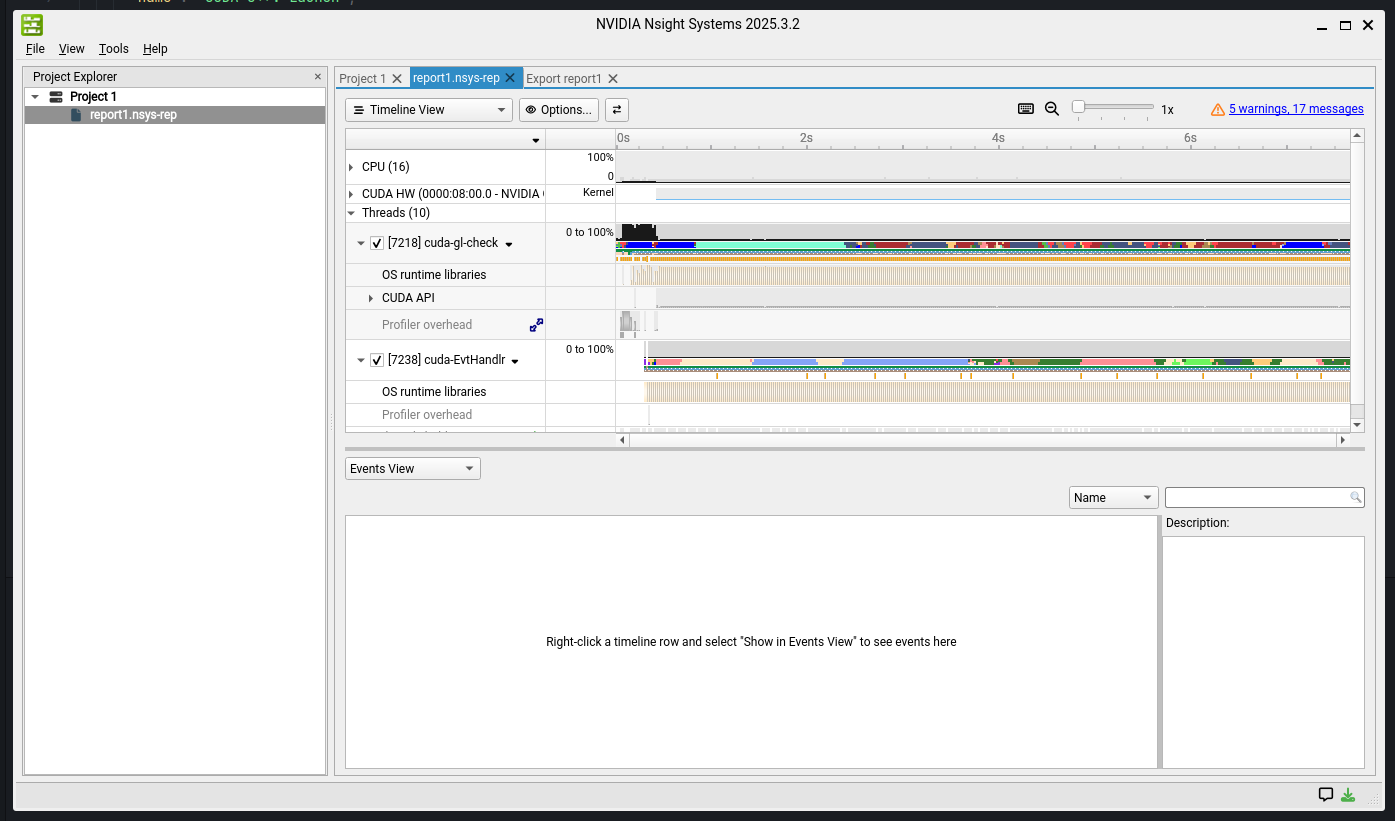 NVIDIA Nsight Systems 2025.3.2
File View Tools Help
Project Explorer
Project 1
report1.nsys-rep
Project 1 report1.nsys-rep Export report1
Timeline View Options... 1x 5 warnings, 17 messages
0s 2s 4s 6s
CPU (16) 100%
0
CUDA HW (0000:08:00.0 - NVIDIA Kernel
Threads (10)
[7218] cuda-gl-check 0 to 100%
OS runtime libraries
CUDA API
Profiler overhead
[7238] cuda-EvtHandlr 0 to 100%
OS runtime libraries
Profiler overhead
Events View
Name
Description:
Right-click a timeline row and select "Show in Events View" to see events here